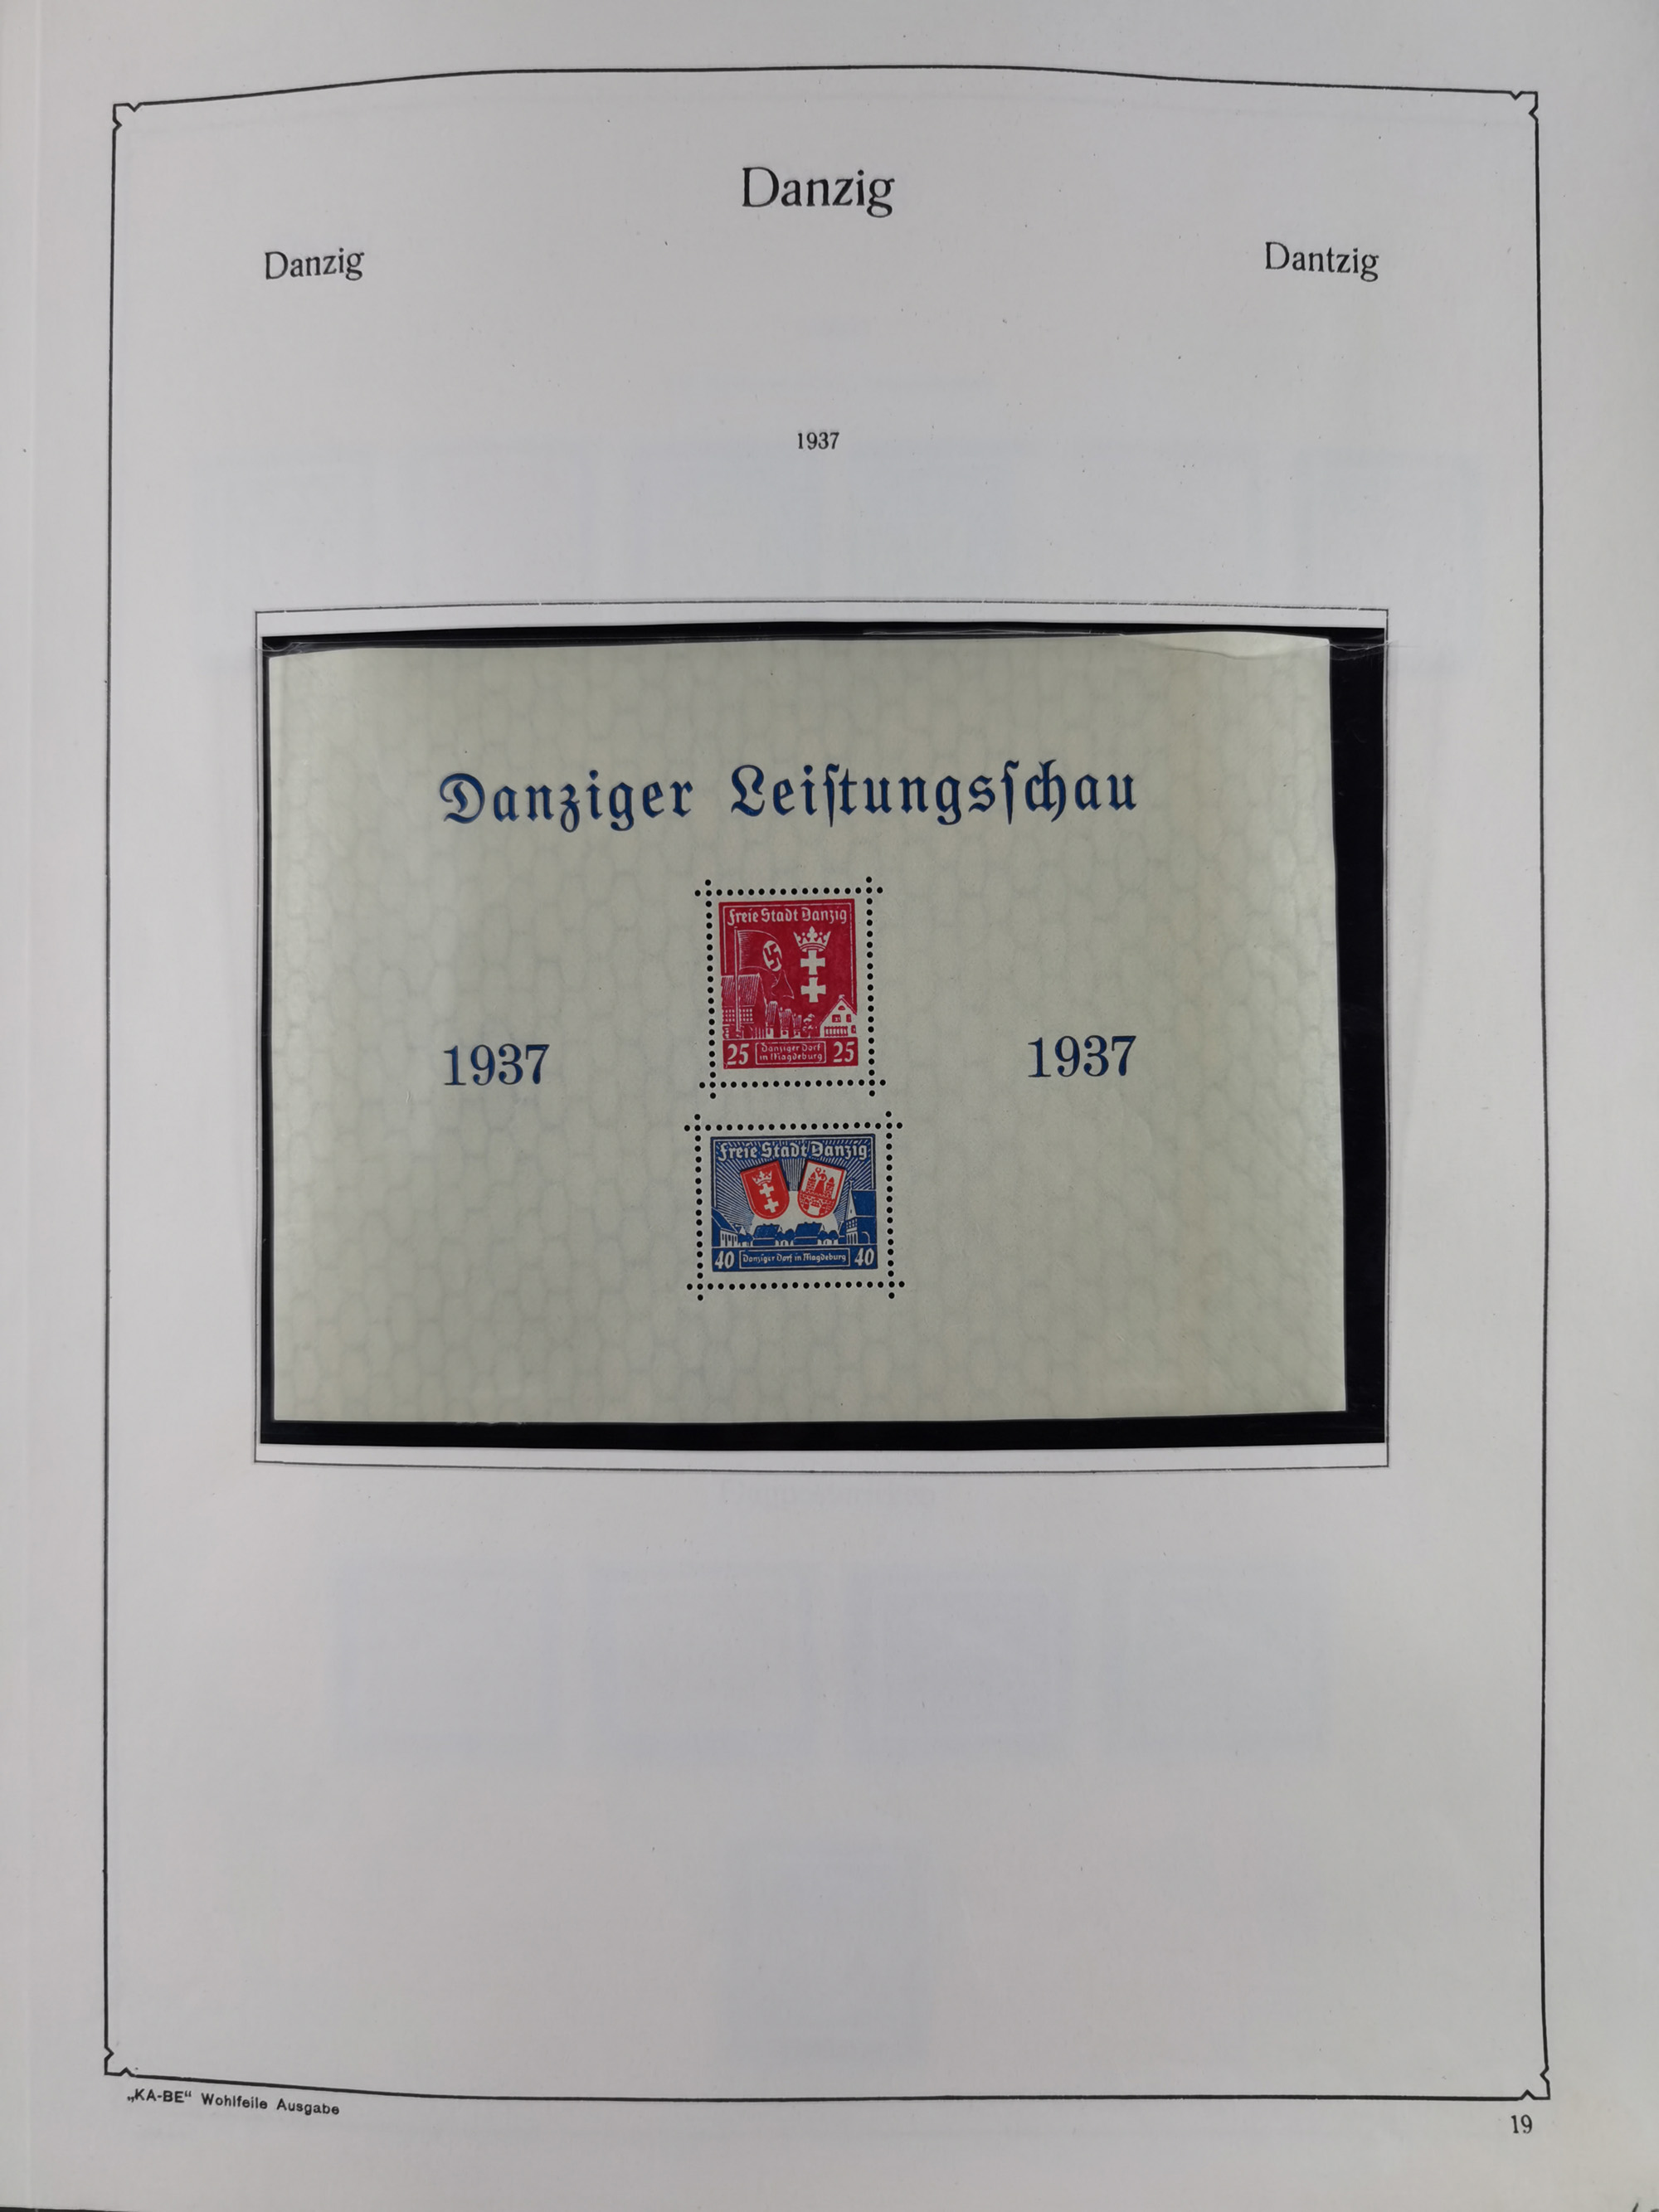 Danzig
Danzig
Dantzig
1937
Danziger Leiſtungsſchau
Freie Stadt Danzig
25 Danziger Dorf in Magdeburg 25
1937
1937
Freie Stadt Danzig
40 Danziger Dorf in Magdeburg 40
„KA-BE“ Wohlfeile Ausgabe
19